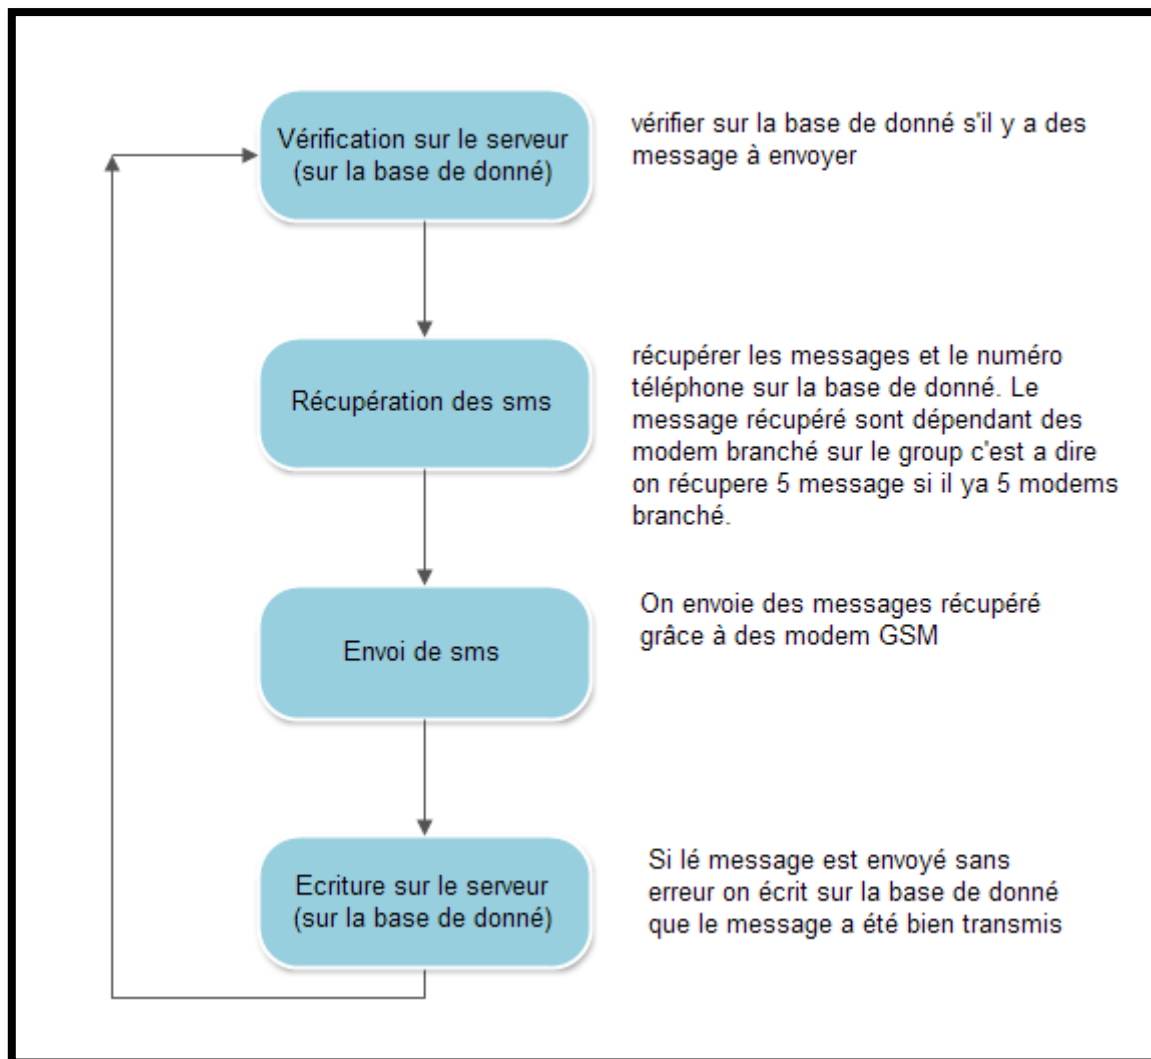 Vérification sur le serveur
(sur la base de donné)
vérifier sur la base de donné s'il y a des
message à envoyer
Récupération des sms
récupérer les messages et le numéro
téléphone sur la base de donné. Le
message récupéré sont dépendant des
modem branché sur le group c'est a dire
on récupere 5 message si il ya 5 modems
branché.
Envoi de sms
On envoie des messages récupéré
grâce à des modem GSM
Ecriture sur le serveur
(sur la base de donné)
Si lé message est envoyé sans
erreur on écrit sur la base de donné
que le message a été bien transmis